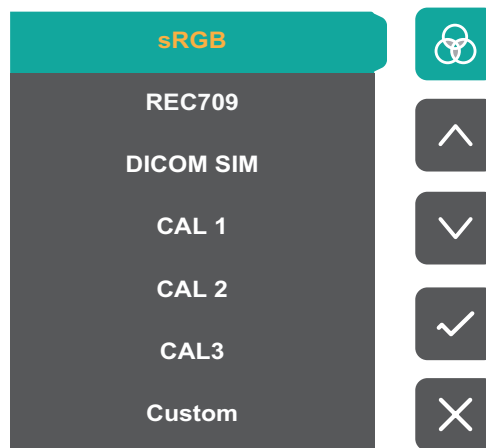 sRGB
REC709
DICOM SIM
CAL 1
CAL 2
CAL3
Custom